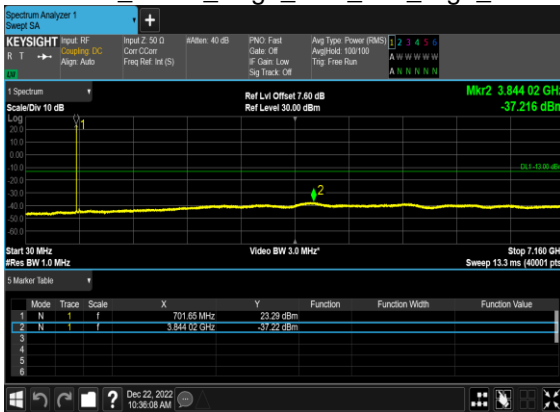 Spectrum Analyzer 1
Swept SA
+
KEYSIGHT Input: RF Input Z: 50 Ω #Atten: 40 dB PNO: Fast Avg Type: Power (RMS) 1 2 3 4 5 6
R T Coupling: DC Corr CCorr Gate: Off Avg|Hold: 100/100 A W W W W W
Align: Auto Freq Ref: Int (S) IF Gain: Low Trig: Free Run
Sig Track: Off A N N N N N
1 Spectrum Ref Lvl Offset 7.60 dB Mkr2 3.844 02 GHz
Scale/Div 10 dB Ref Level 30.00 dBm -37.216 dBm
Log
20.0
10.0
0.00
-10.0
-20.0
-30.0
-40.0
-50.0
-60.0
1
2
DL1 -13.00 dBm
Start 30 MHz Video BW 3.0 MHz* Stop 7.160 GH
#Res BW 1.0 MHz Sweep 13.3 ms (40001 pts
5 Marker Table
Mode Trace Scale X Y Function Function Width Function Value
1 N 1 f 701.65 MHz 23.29 dBm
2 N 1 f 3.844 02 GHz -37.22 dBm
3
4
5
6
? Dec 22, 2022
10:36:08 AM